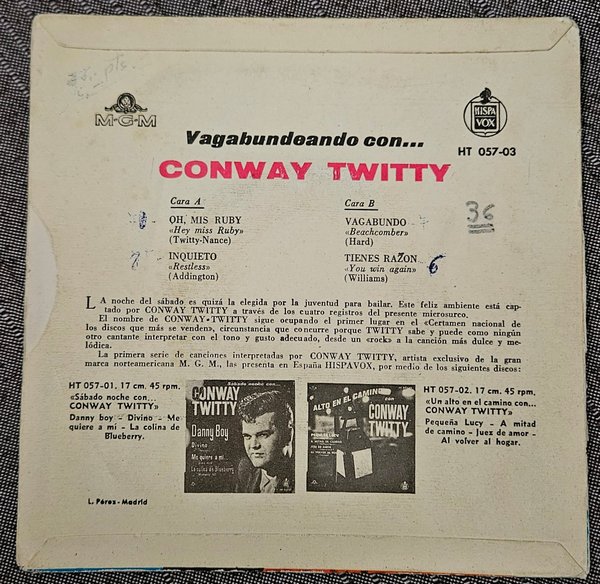 pts.
M-G-M
HISPA
VOX
HT 057-03
Vagabundeando con...
CONWAY TWITTY
Cara A
OH, MIS RUBY
«Hey miss Ruby»
(Twitty-Nance)
INQUIETO
«Restless»
(Addington)
Cara B
VAGABUNDO
«Beachcomber»
(Hard)
TIENES RAZON
«You win again»
(Williams)
6
36
LA noche del sábado es quizá la elegida por la juventud para bailar. Este feliz ambiente está cap-
tado por CONWAY TWITTY a través de los cuatro registros del presente microsurco.
El nombre de CONWAY TWITTY sigue ocupando el primer lugar en el «Certamen nacional de
los discos que más se venden», circunstancia que concurre porque TWITTY sabe y puede como ningún
otro cantante interpretar con el tono y gusto adecuado, desde un «rock» a la canción más dulce y me-
lódica.
La primera serie de canciones interpretadas por CONWAY TWITTY, artista exclusivo de la gran
marca norteamericana M. G. M., las presenta en España HISPAVOX, por medio de los siguientes discos:
HT 057-01. 17 cm. 45 rpm.
«Sábado noche con...
CONWAY TWITTY»
Danny boy - Divino - Me
quiere a mí - La colina de
Blueberry.
Sábado noche con...
CONWAY
TWITTY
Danny Boy
Divino
Me quiere a mí
La colina de Blueberry
ALTO EN EL CAMINO
con
CONWAY
TWITTY
PEQUEÑA LUCY
HT 057-02. 17 cm. 45 rpm.
«Un alto en el camino con...
CONWAY TWITTY»
Pequeña Lucy - A mitad
de camino - Juez de amor -
Al volver al hogar.
L. Pérez - Madrid